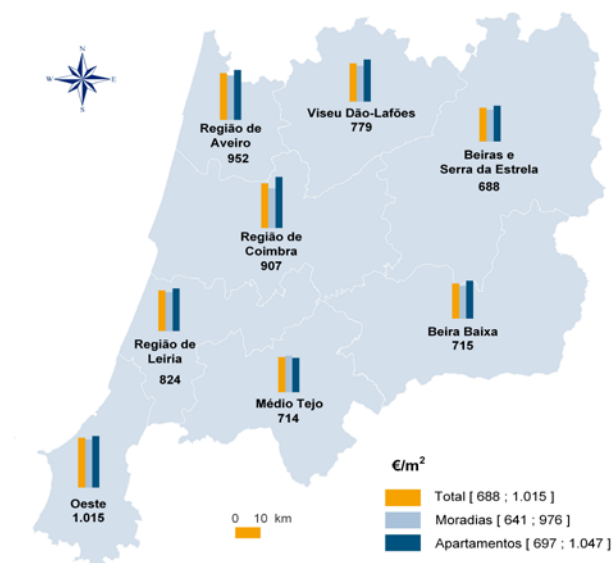 N
W E
S
Região de
Aveiro
952
Viseu Dão-Lafões
779
Beiras e
Serra da Estrela
688
Região de
Coimbra
907
Região de
Leiria
824
Beira Baixa
715
Médio Tejo
714
Oeste
1.015
0 10 km
€/m²
Total [ 688 ; 1.015 ]
Moradias [ 641 ; 976 ]
Apartamentos [ 697 ; 1.047 ]